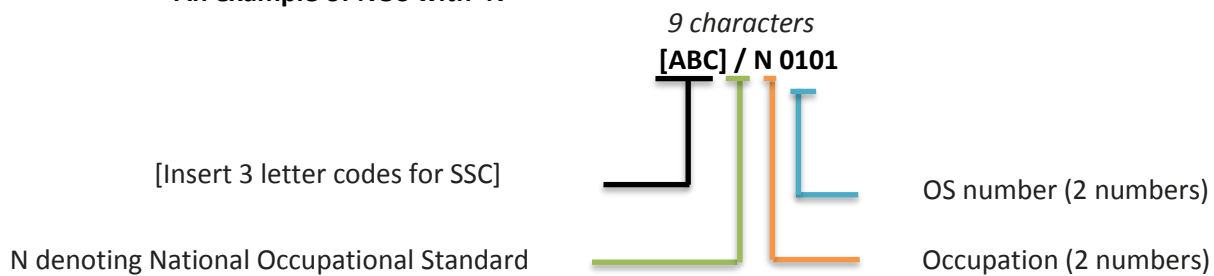 9 characters
[ABC] / N 0101
[Insert 3 letter codes for SSC]
OS number (2 numbers)
N denoting National Occupational Standard
Occupation (2 numbers)